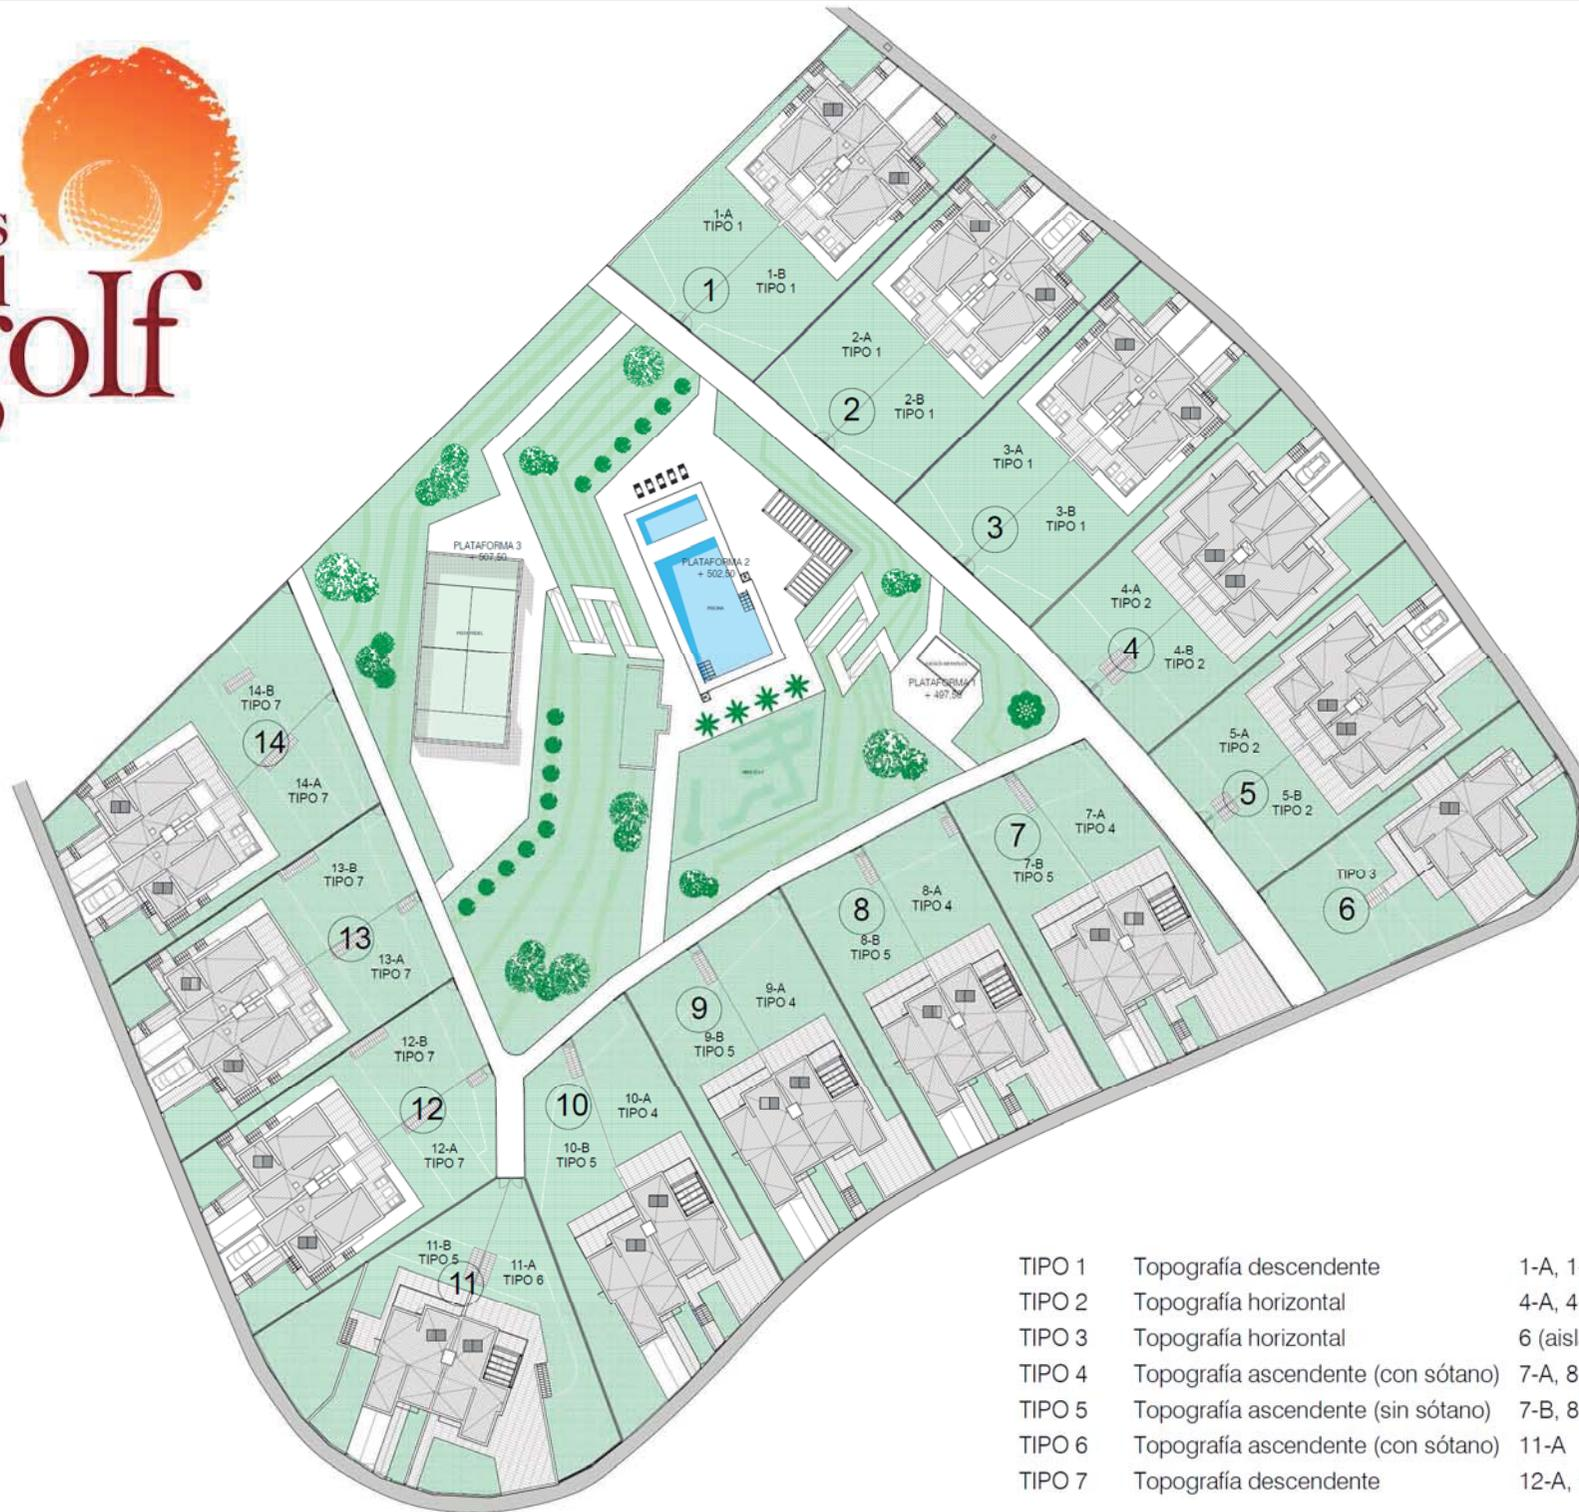 s
i
golf
1-A
TIPO 1
1
1-B
TIPO 1
2-A
TIPO 1
2
2-B
TIPO 1
3-A
TIPO 1
3
3-B
TIPO 1
4-A
TIPO 2
4
4-B
TIPO 2
5-A
TIPO 2
5
5-B
TIPO 2
TIPO 3
6
PLATAFORMA 3
+ 507,50
PLATAFORMA 2
+ 502,50
PISCINA
PLATAFORMA 1
+ 497,50
7
7-A
TIPO 4
7-B
TIPO 5
8
8-A
TIPO 4
8-B
TIPO 5
9
9-A
TIPO 4
9-B
TIPO 5
10
10-A
TIPO 4
10-B
TIPO 5
11-B
TIPO 5
11
11-A
TIPO 6
12-B
TIPO 7
12
12-A
TIPO 7
13-B
TIPO 7
13
13-A
TIPO 7
14-B
TIPO 7
14
14-A
TIPO 7
TIPO 1 Topografía descendente 1-A, 1
TIPO 2 Topografía horizontal 4-A, 4
TIPO 3 Topografía horizontal 6 (aisl
TIPO 4 Topografía ascendente (con sótano) 7-A, 8
TIPO 5 Topografía ascendente (sin sótano) 7-B, 8
TIPO 6 Topografía ascendente (con sótano) 11-A
TIPO 7 Topografía descendente 12-A,